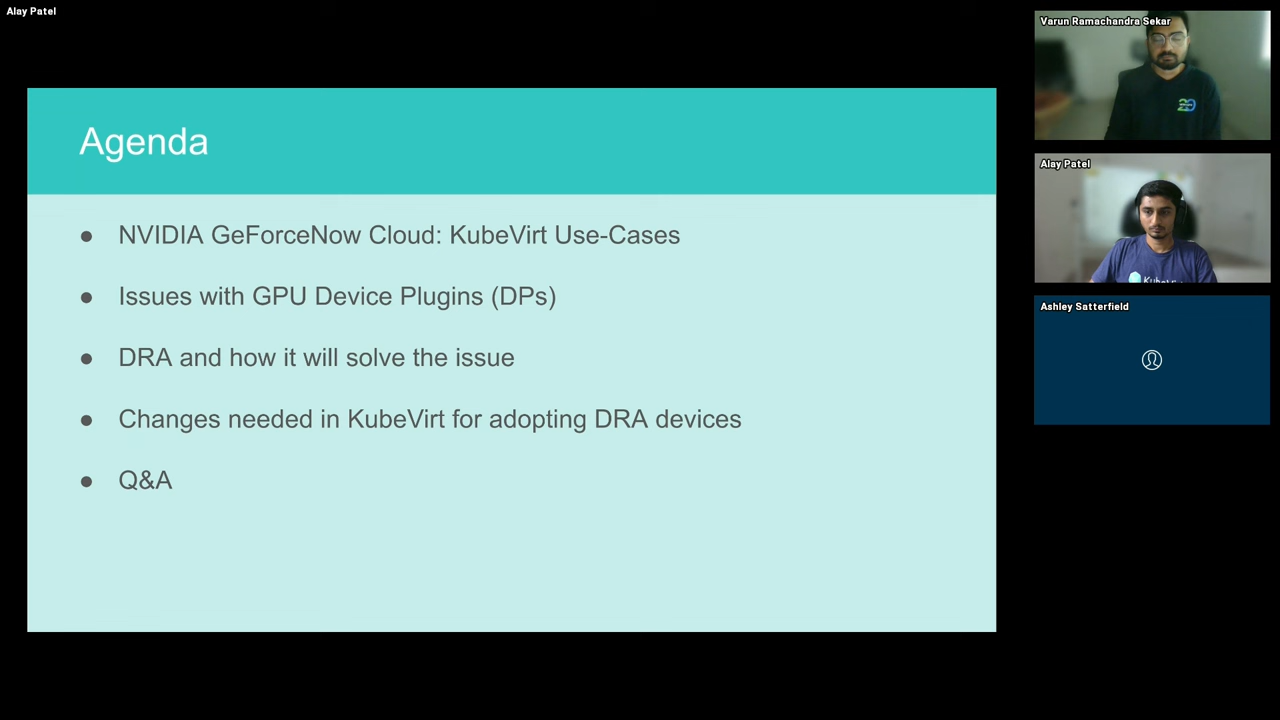 Alay Patel
Agenda
● NVIDIA GeForceNow Cloud: KubeVirt Use-Cases
● Issues with GPU Device Plugins (DPs)
● DRA and how it will solve the issue
● Changes needed in KubeVirt for adopting DRA devices
● Q&A
Varun Ramachandra Sekar
Alay Patel
Ashley Satterfield